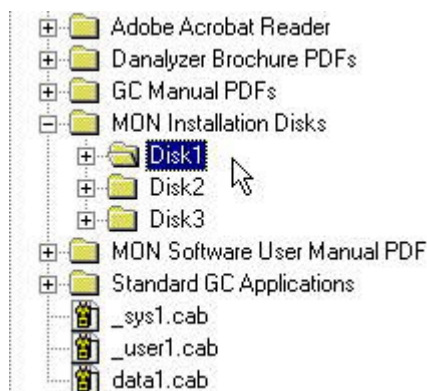 Adobe Acrobat Reader
Danalyzer Brochure PDFs
GC Manual PDFs
MON Installation Disks
Disk1
Disk2
Disk3
MON Software User Manual PDF
Standard GC Applications
_sys1.cab
_user1.cab
data1.cab